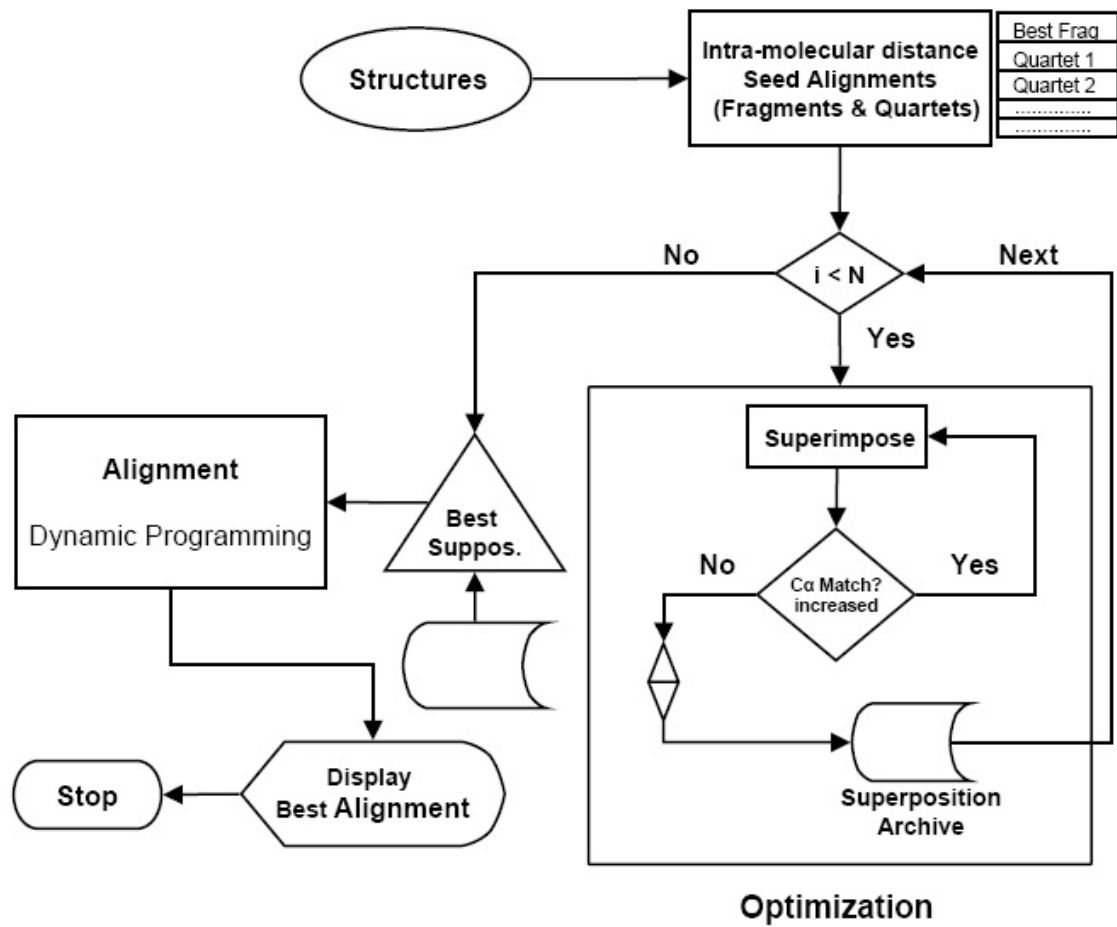 Structures
Intra-molecular distance
Seed Alignments
(Fragments & Quartets)
Best Frag
Quartet 1
Quartet 2
..............
..............
No
i < N
Next
Yes
Superimpose
Alignment
Dynamic Programming
Best
Suppos.
No
Cα Match?
increased
Yes
Superposition
Archive
Display
Best Alignment
Stop
Optimization